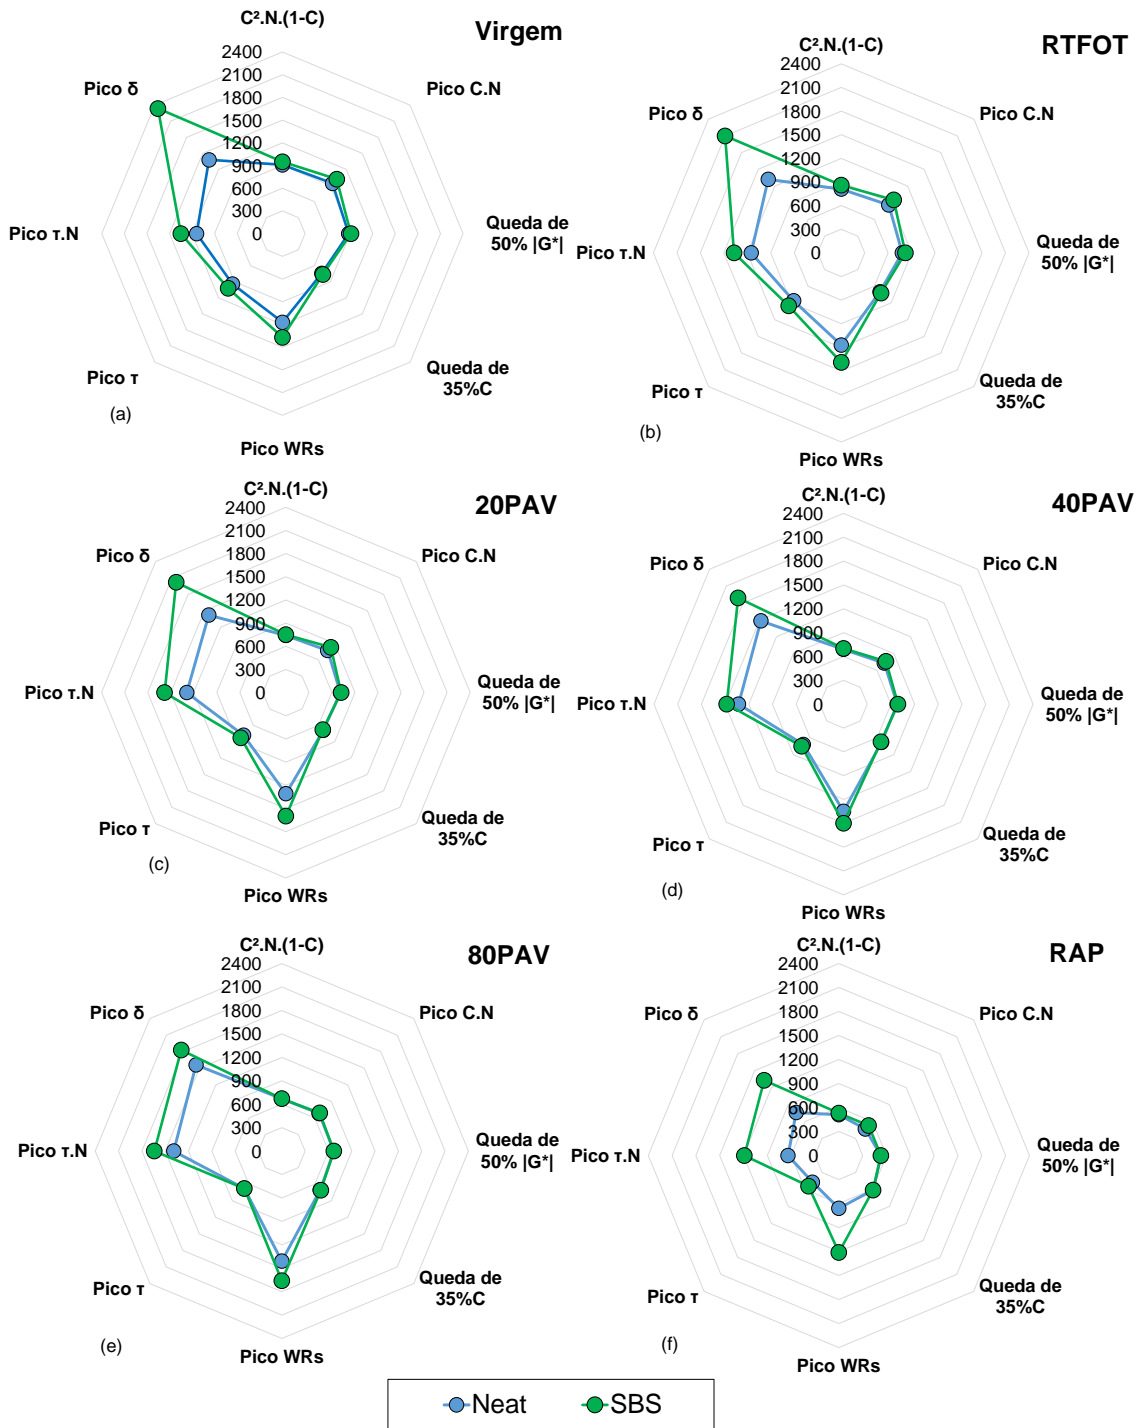 C².N.(1-C)
Virgem
2400
2100
1800
1500
1200
900
600
300
0
Pico δ
Pico C.N
Pico τ.N
Queda de
50% |G*|
Pico τ
Queda de
35%C
Pico WRs
(a)
C².N.(1-C)
RTFOT
2400
2100
1800
1500
1200
900
600
300
0
Pico δ
Pico C.N
Pico τ.N
Queda de
50% |G*|
Pico τ
Queda de
35%C
Pico WRs
(b)
C².N.(1-C)
20PAV
2400
2100
1800
1500
1200
900
600
300
0
Pico δ
Pico C.N
Pico τ.N
Queda de
50% |G*|
Pico τ
Queda de
35%C
Pico WRs
(c)
C².N.(1-C)
40PAV
2400
2100
1800
1500
1200
900
600
300
0
Pico δ
Pico C.N
Pico τ.N
Queda de
50% |G*|
Pico τ
Queda de
35%C
Pico WRs
(d)
C².N.(1-C)
80PAV
2400
2100
1800
1500
1200
900
600
300
0
Pico δ
Pico C.N
Pico τ.N
Queda de
50% |G*|
Pico τ
Queda de
35%C
Pico WRs
(e)
C².N.(1-C)
RAP
2400
2100
1800
1500
1200
900
600
300
0
Pico δ
Pico C.N
Pico τ.N
Queda de
50% |G*|
Pico τ
Queda de
35%C
Pico WRs
(f)
Neat
SBS